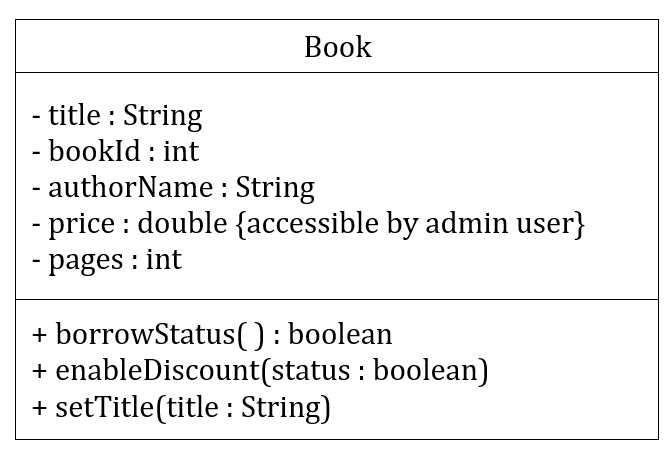 Book
- title : String
- bookId : int
- authorName : String
- price : double {accessible by admin user}
- pages : int
+ borrowStatus( ) : boolean
+ enableDiscount(status : boolean)
+ setTitle(title : String)